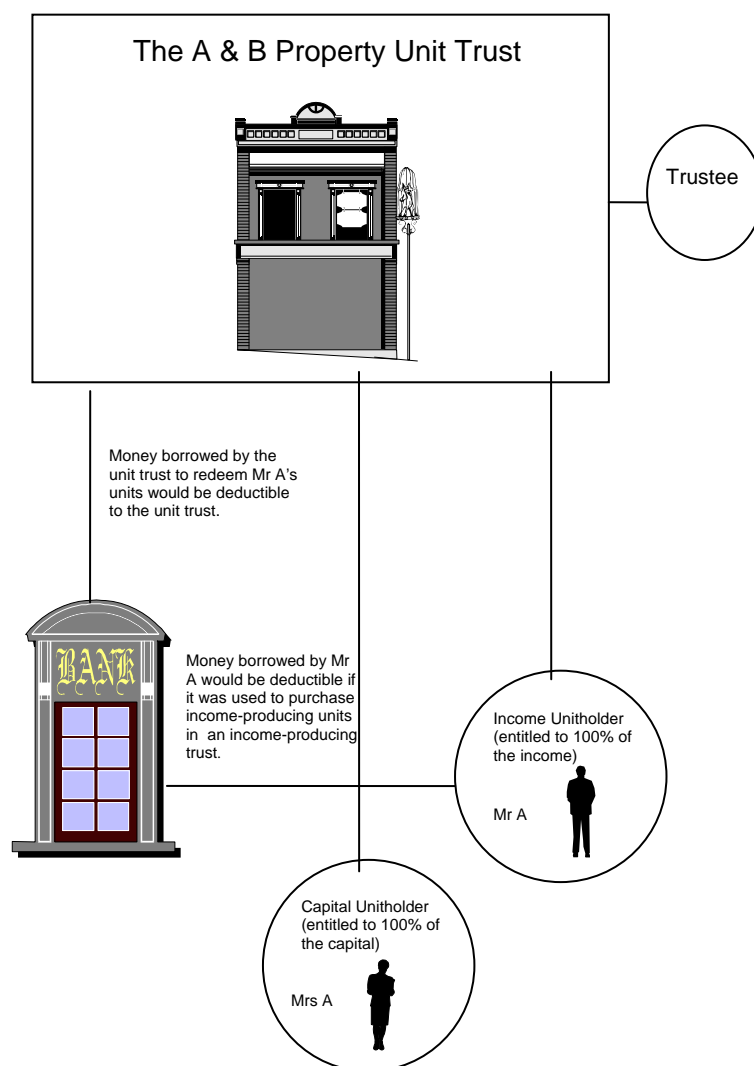 The A & B Property Unit Trust
Trustee
Money borrowed by the
unit trust to redeem Mr A's
units would be deductible
to the unit trust.
BANK
Money borrowed by Mr
A would be deductible if
it was used to purchase
income-producing units
in an income-producing
trust.
Income Unitholder
(entitled to 100% of
the income)
Mr A
Capital Unitholder
(entitled to 100% of
the capital)
Mrs A